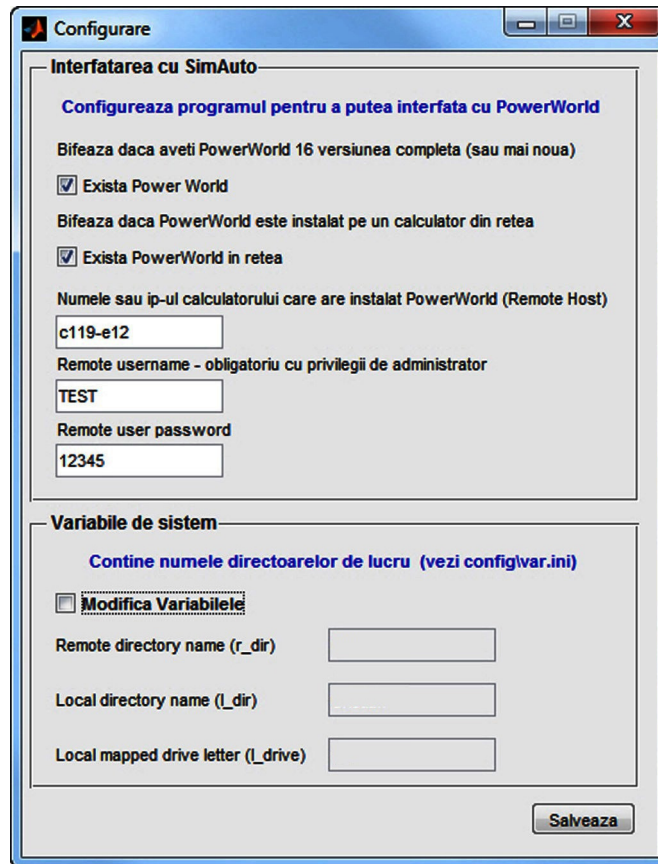 Configurare
Interfatarea cu SimAuto
Configureaza programul pentru a putea interfata cu PowerWorld
Bifeaza daca aveti PowerWorld 16 versiunea completa (sau mai noua)
Exista Power World
Bifeaza daca PowerWorld este instalat pe un calculator din retea
Exista PowerWorld in retea
Numele sau ip-ul calculatorului care are instalat PowerWorld (Remote Host)
c119-e12
Remote username - obligatoriu cu privilegii de administrator
TEST
Remote user password
12345
Variabile de sistem
Contine numele directoarelor de lucru (vezi config\var.ini)
Modifica Variabilele
Remote directory name (r_dir)
Local directory name (l_dir)
Local mapped drive letter (l_drive)
Salveaza